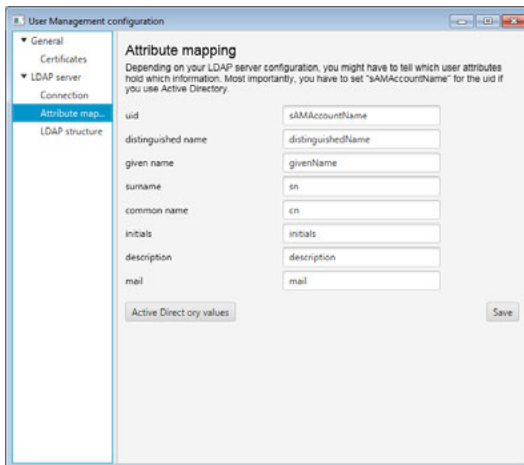 User Management configuration
▼ General
Certificates
▼ LDAP server
Connection
Attribute map...
LDAP structure
Attribute mapping
Depending on your LDAP server configuration, you might have to tell which user attributes
hold which information. Most importantly, you have to set "sAMAccountName" for the uid if
you use Active Directory.
uid sAMAccountName
distinguished name distinguishedName
given name givenName
surname sn
common name cn
initials initials
description description
mail mail
Active Direct ory values Save